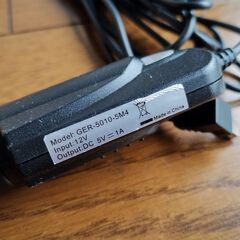 Model: GER-5010-5M4
Input: 12V
Output:DC 5V ⎓ 1A
Made in China